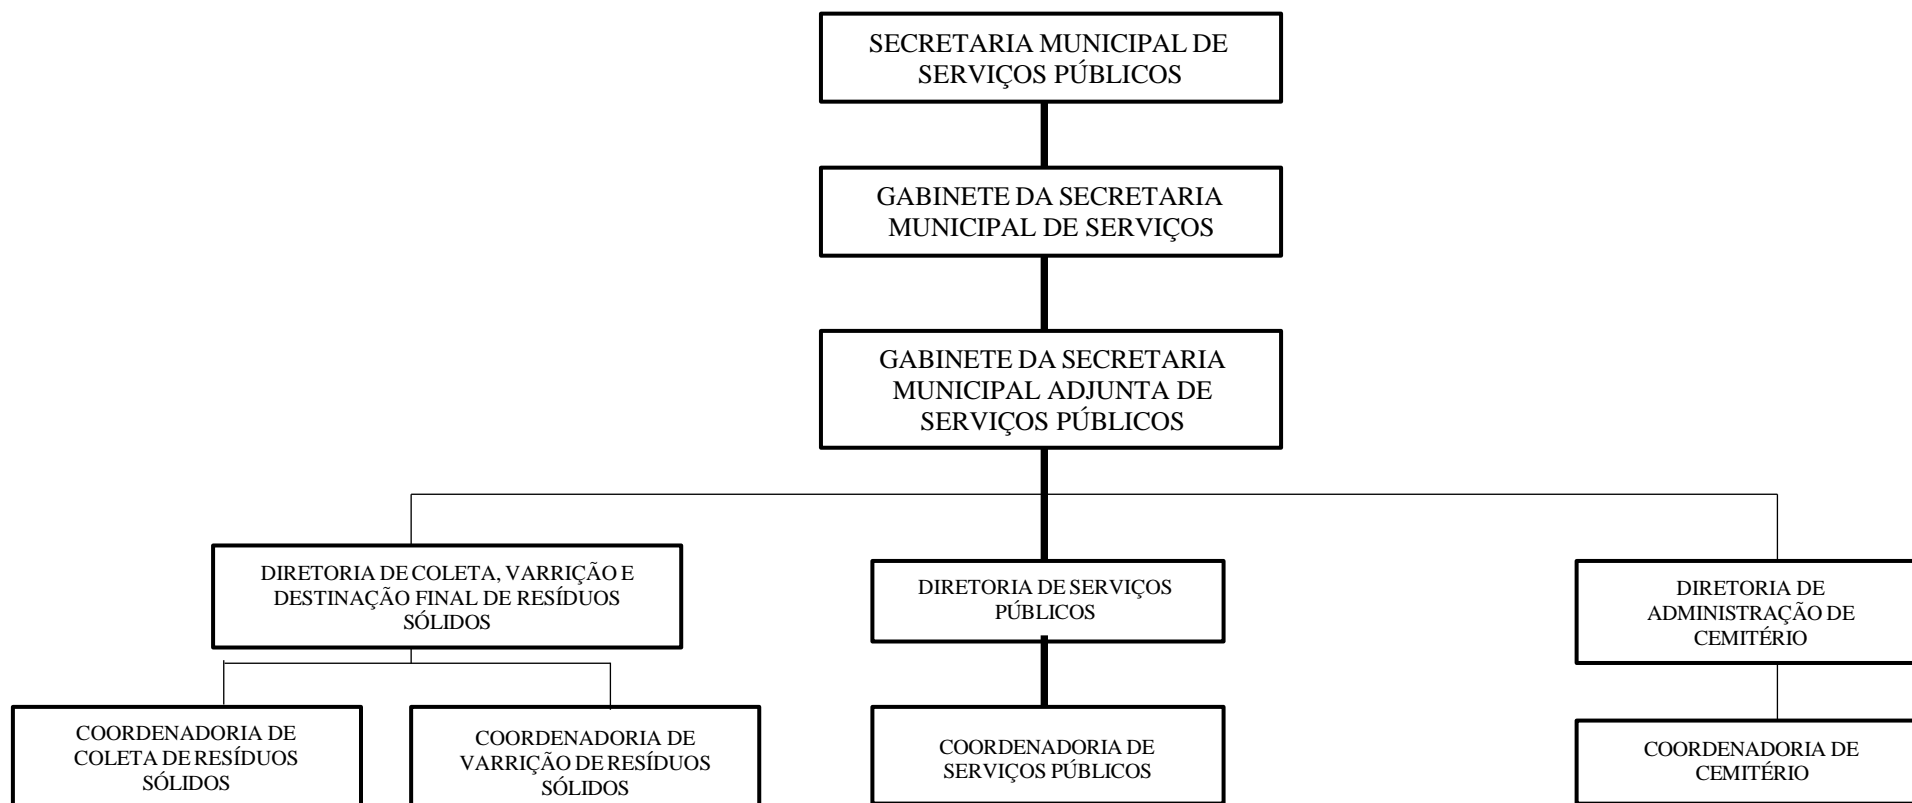 SECRETARIA MUNICIPAL DE
SERVIÇOS PÚBLICOS
GABINETE DA SECRETARIA
MUNICIPAL DE SERVIÇOS
GABINETE DA SECRETARIA
MUNICIPAL ADJUNTA DE
SERVIÇOS PÚBLICOS
DIRETORIA DE COLETA, VARRIÇÃO E
DESTINAÇÃO FINAL DE RESÍDUOS
SÓLIDOS
DIRETORIA DE SERVIÇOS
PÚBLICOS
DIRETORIA DE
ADMINISTRAÇÃO DE
CEMITÉRIO
COORDENADORIA DE
COLETA DE RESÍDUOS
SÓLIDOS
COORDENADORIA DE
VARRIÇÃO DE RESÍDUOS
SÓLIDOS
COORDENADORIA DE
SERVIÇOS PÚBLICOS
COORDENADORIA DE
CEMITÉRIO